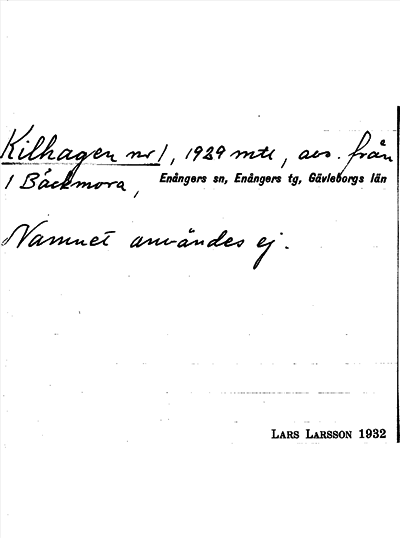 Kilhagen nr 1, 1929 mtl, avs. från
1 Bäckmora, Enångers sn, Enångers tg, Gävleborgs län
Namnet användes ej.
LARS LARSSON 1932